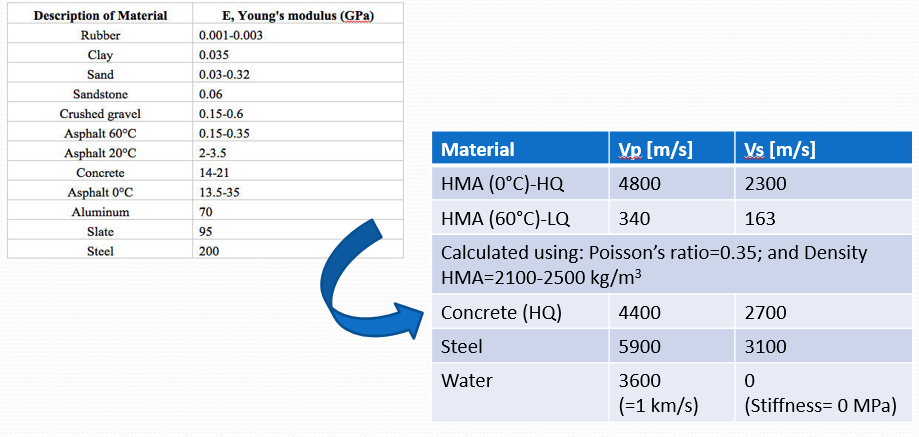 Description of Material E, Young's modulus (GPa)
Rubber 0.001-0.003
Clay 0.035
Sand 0.03-0.32
Sandstone 0.06
Crushed gravel 0.15-0.6
Asphalt 60°C 0.15-0.35
Asphalt 20°C 2-3.5
Concrete 14-21
Asphalt 0°C 13.5-35
Aluminum 70
Slate 95
Steel 200
Material Vp [m/s] Vs [m/s]
HMA (0°C)-HQ 4800 2300
HMA (60°C)-LQ 340 163
Calculated using: Poisson's ratio=0.35; and Density
HMA=2100-2500 kg/m³
Concrete (HQ) 4400 2700
Steel 5900 3100
Water 3600 0
(=1 km/s) (Stiffness= 0 MPa)